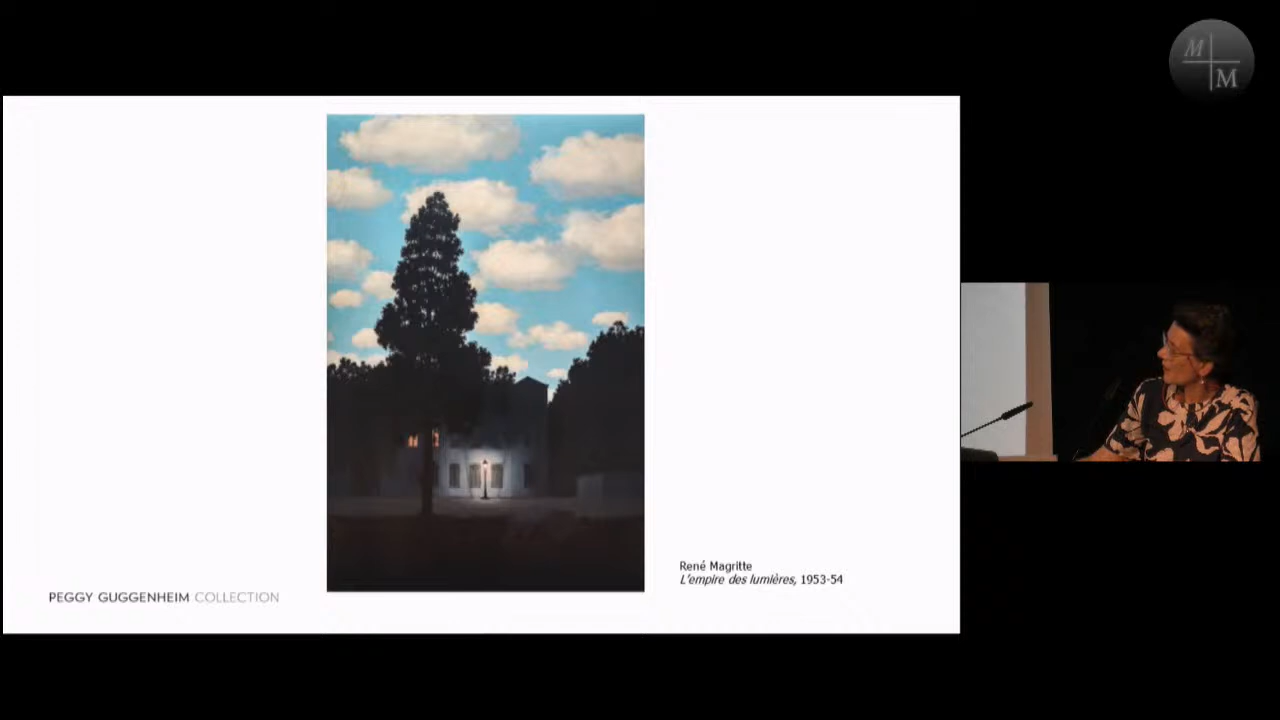 M
M
René Magritte
L'empire des lumières, 1953-54
PEGGY GUGGENHEIM COLLECTION